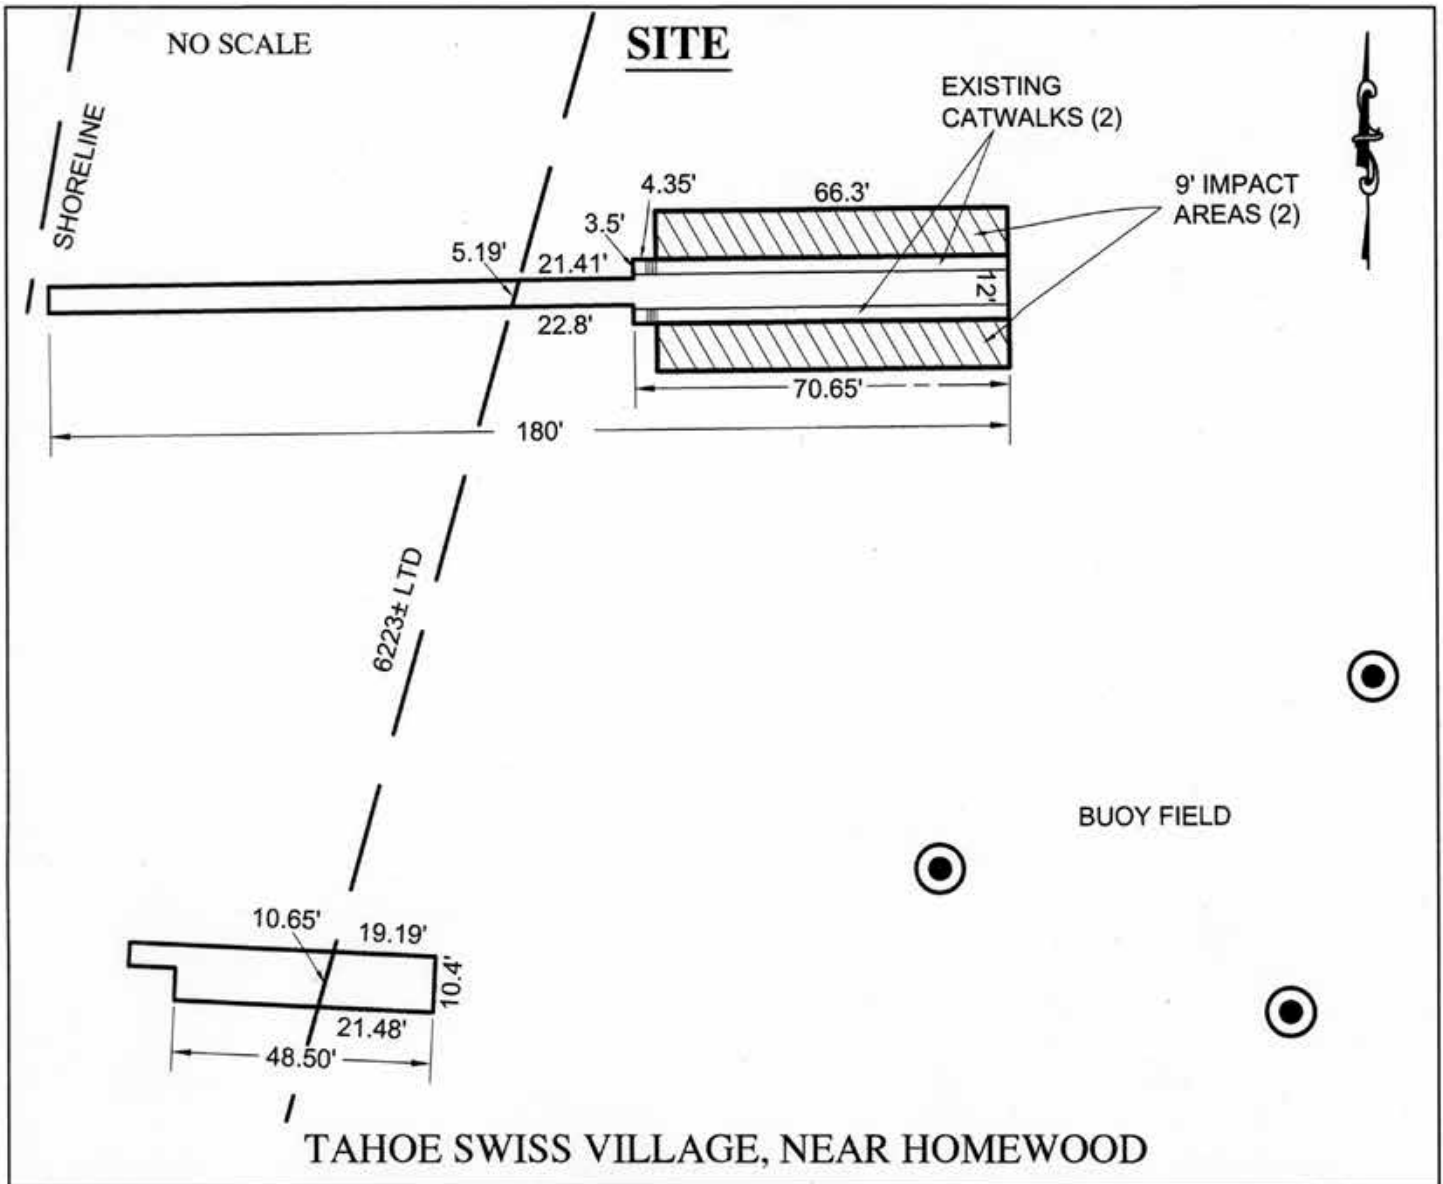 NO SCALE
SITE
SHORELINE
EXISTING
CATWALKS (2)
4.35'
66.3'
9' IMPACT
AREAS (2)
3.5'
5.19'
21.41'
12'
22.8'
70.65'
180'
6223± LTD
BUOY FIELD
10.65'
19.19'
10.4'
21.48'
48.50'
TAHOE SWISS VILLAGE, NEAR HOMEWOOD